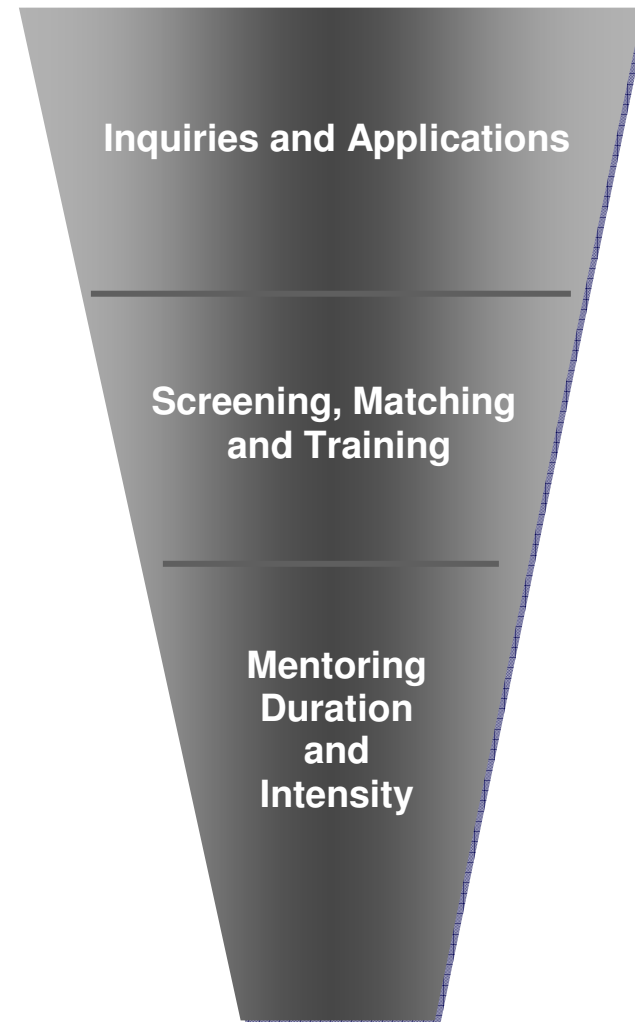 Inquiries and Applications
Screening, Matching
and Training
Mentoring
Duration
and
Intensity